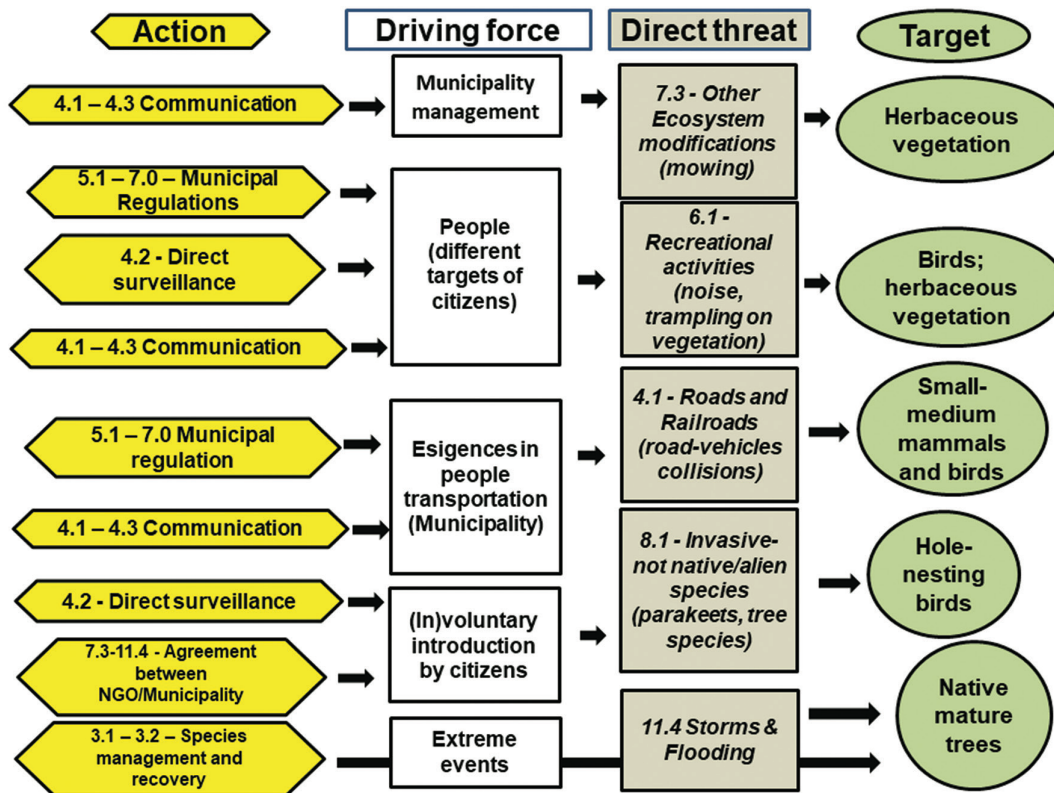 Action
Driving force
Direct threat
Target
4.1 – 4.3 Communication
Municipality
management
7.3 - Other
Ecosystem
modifications
(mowing)
Herbaceous
vegetation
5.1 – 7.0 – Municipal
Regulations
4.2 - Direct
surveillance
4.1 – 4.3 Communication
People
(different
targets of
citizens)
6.1 -
Recreational
activities
(noise,
trampling on
vegetation)
Birds;
herbaceous
vegetation
5.1 – 7.0 Municipal
regulation
4.1 – 4.3 Communication
Esigences in
people
transportation
(Municipality)
4.1 - Roads and
Railroads
(road-vehicles
collisions)
Small-
medium
mammals
and birds
4.2 - Direct surveillance
7.3-11.4 - Agreement
between
NGO/Municipality
(In)voluntary
introduction
by citizens
8.1 - Invasive-
not native/alien
species
(parakeets, tree
species)
Hole-
nesting
birds
3.1 – 3.2 – Species
management and
recovery
Extreme
events
11.4 Storms &
Flooding
Native
mature
trees